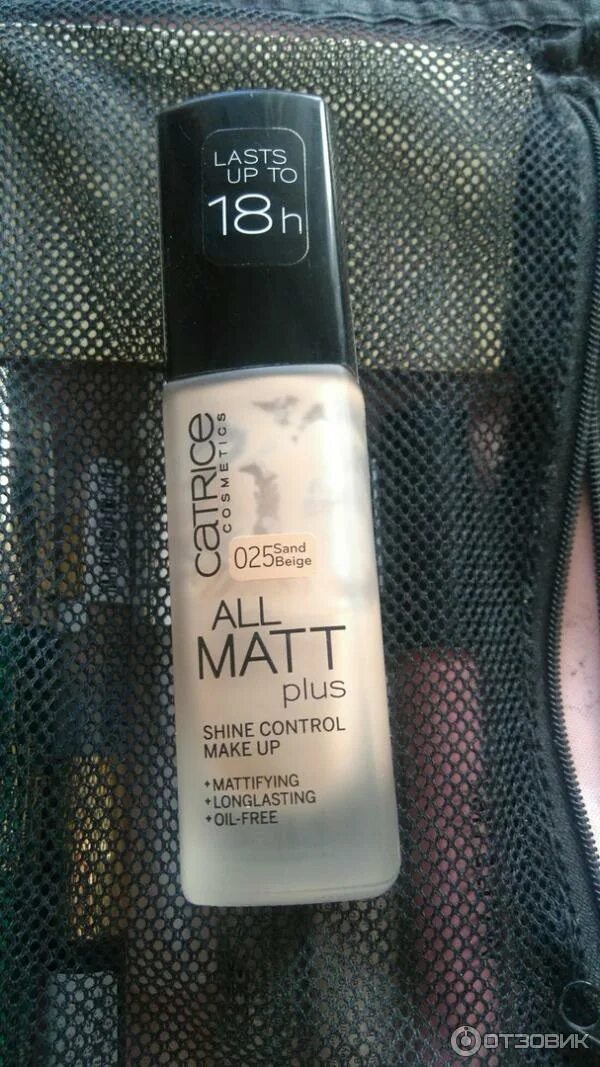 LASTS
UP TO
18h
CATRICE
COSMETICS
025 Sand
Beige
ALL
MATT
plus
SHINE CONTROL
MAKE UP
+MATTIFYING
+LONGLASTING
+OIL-FREE
ОТЗОВИК